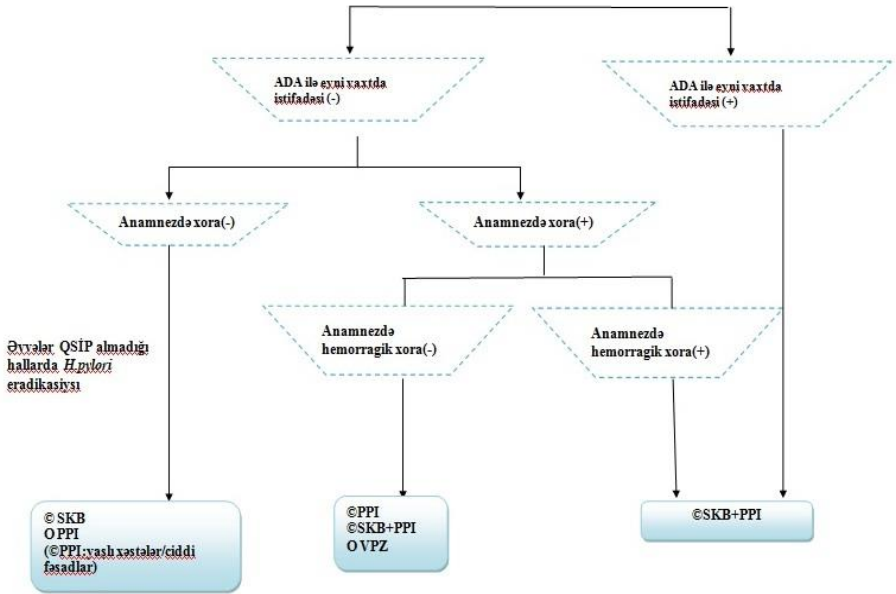 ADA ilə eyni vaxtda
istifadəsi (-)
ADA ilə eyni vaxtda
istifadəsi (+)
Anamnezdə xora(-)
Anamnezdə xora(+)
Anamnezdə
hemorragik xora(-)
Anamnezdə
hemorragik xora(+)
Əvvələr QSİP almadığı
hallarda H.pylori
eradikasiysı
© SKB
O PPI
(©PPI:yaşlı xəstələr/ciddi
fəsadlar)
©PPI
©SKB+PPI
O VPZ
©SKB+PPI